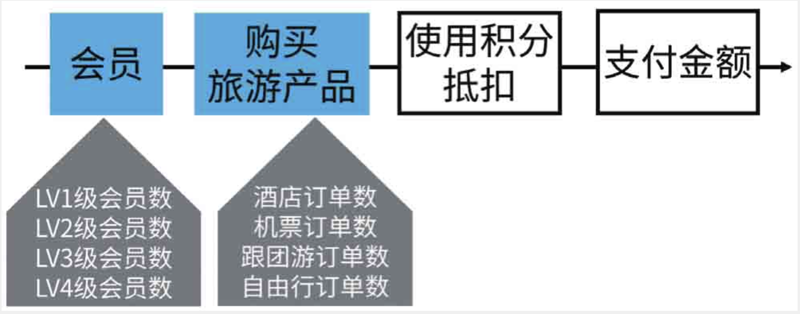 会员
购买
旅游产品
使用积分
抵扣
支付金额
LV1级会员数
LV2级会员数
LV3级会员数
LV4级会员数
酒店订单数
机票订单数
跟团游订单数
自由行订单数